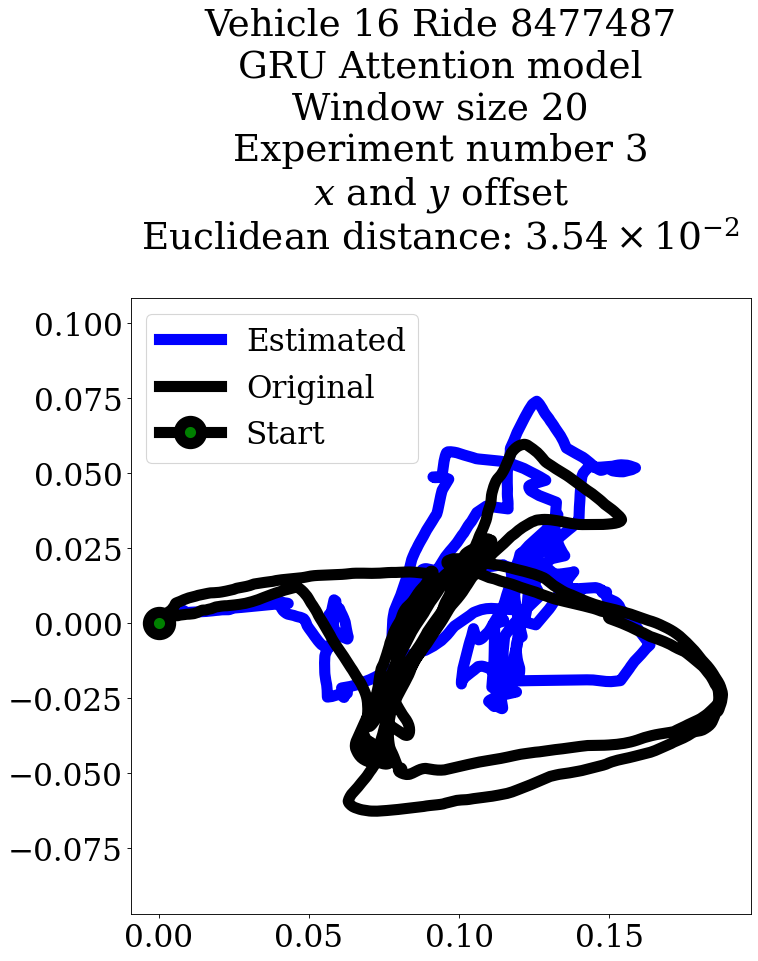 Vehicle 16 Ride 8477487
GRU Attention model
Window size 20
Experiment number 3
x and y offset
Euclidean distance: 3.54 × 10⁻²
Estimated
Original
Start
0.100
0.075
0.050
0.025
0.000
−0.025
−0.050
−0.075
0.00 0.05 0.10 0.15